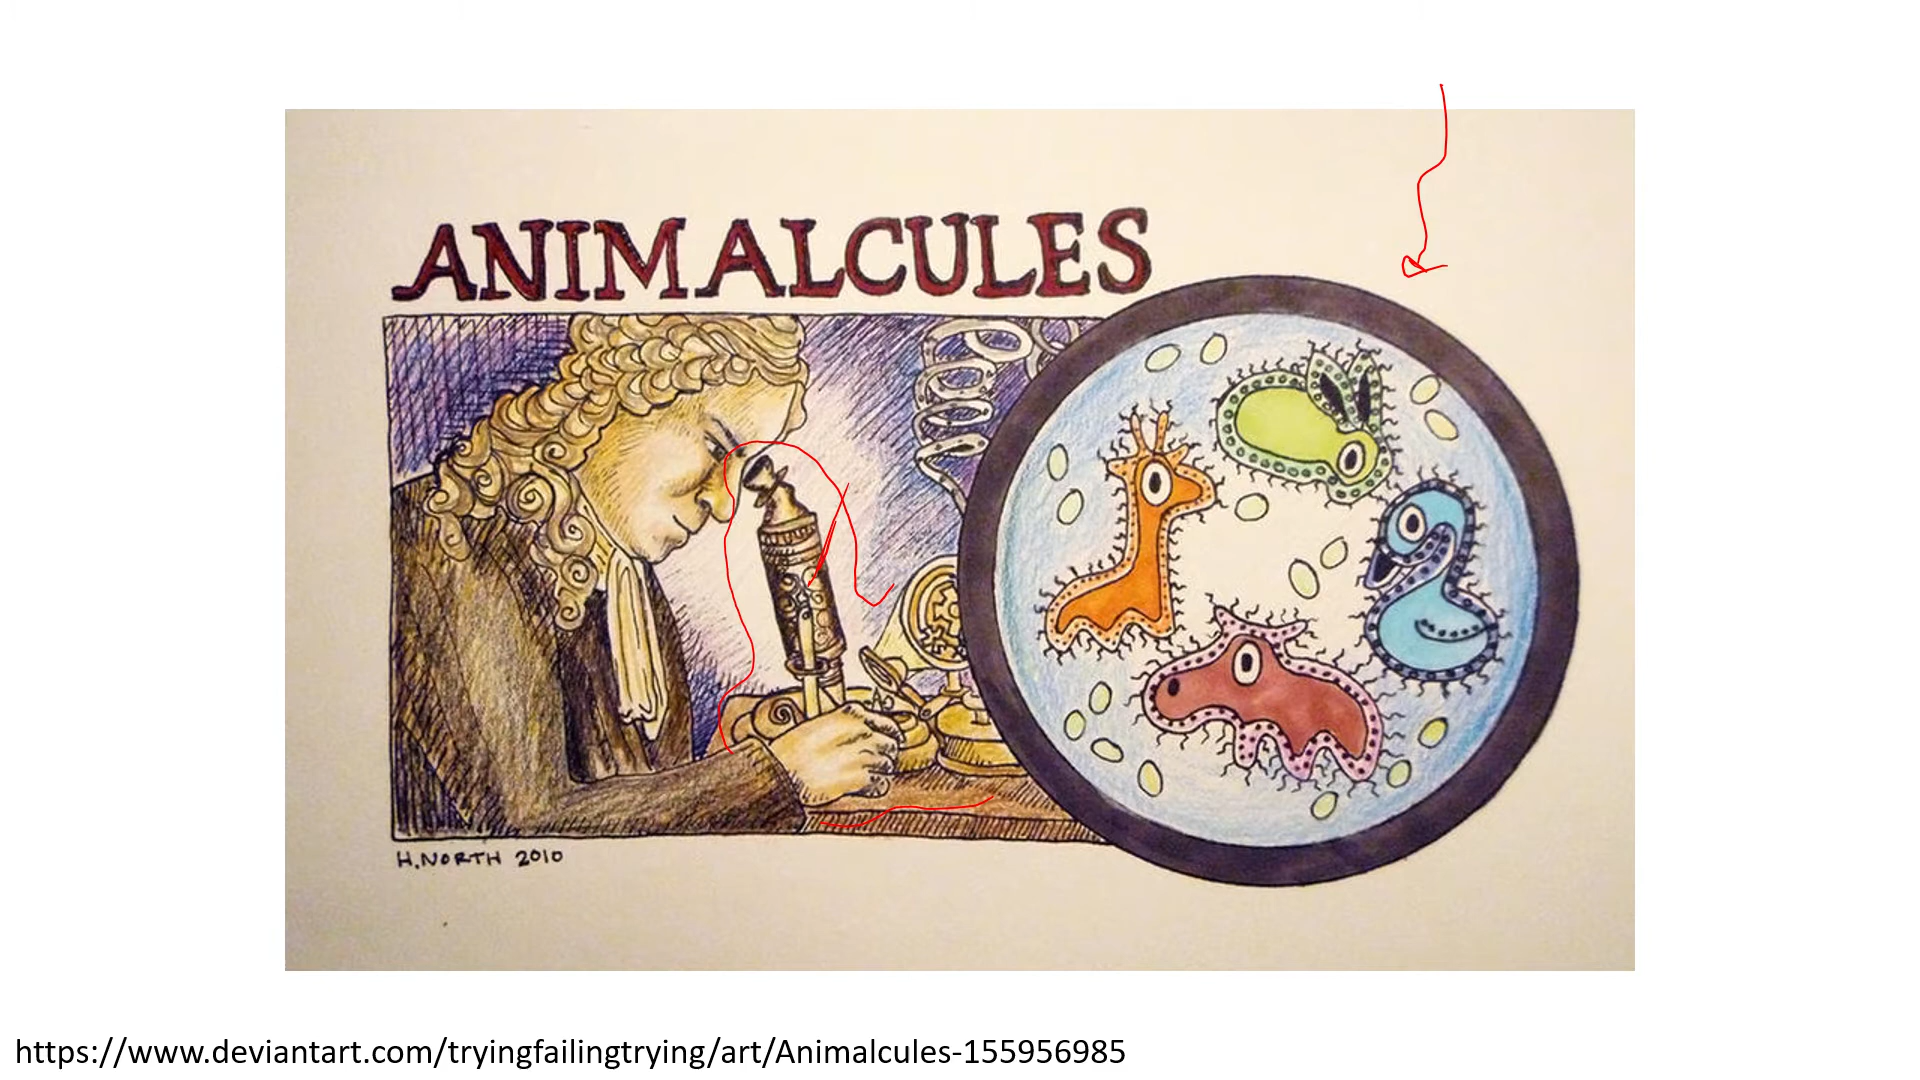 ANIMALCULES
H. NORTH 2010
https://www.deviantart.com/tryingfailingtrying/art/Animalcules-155956985